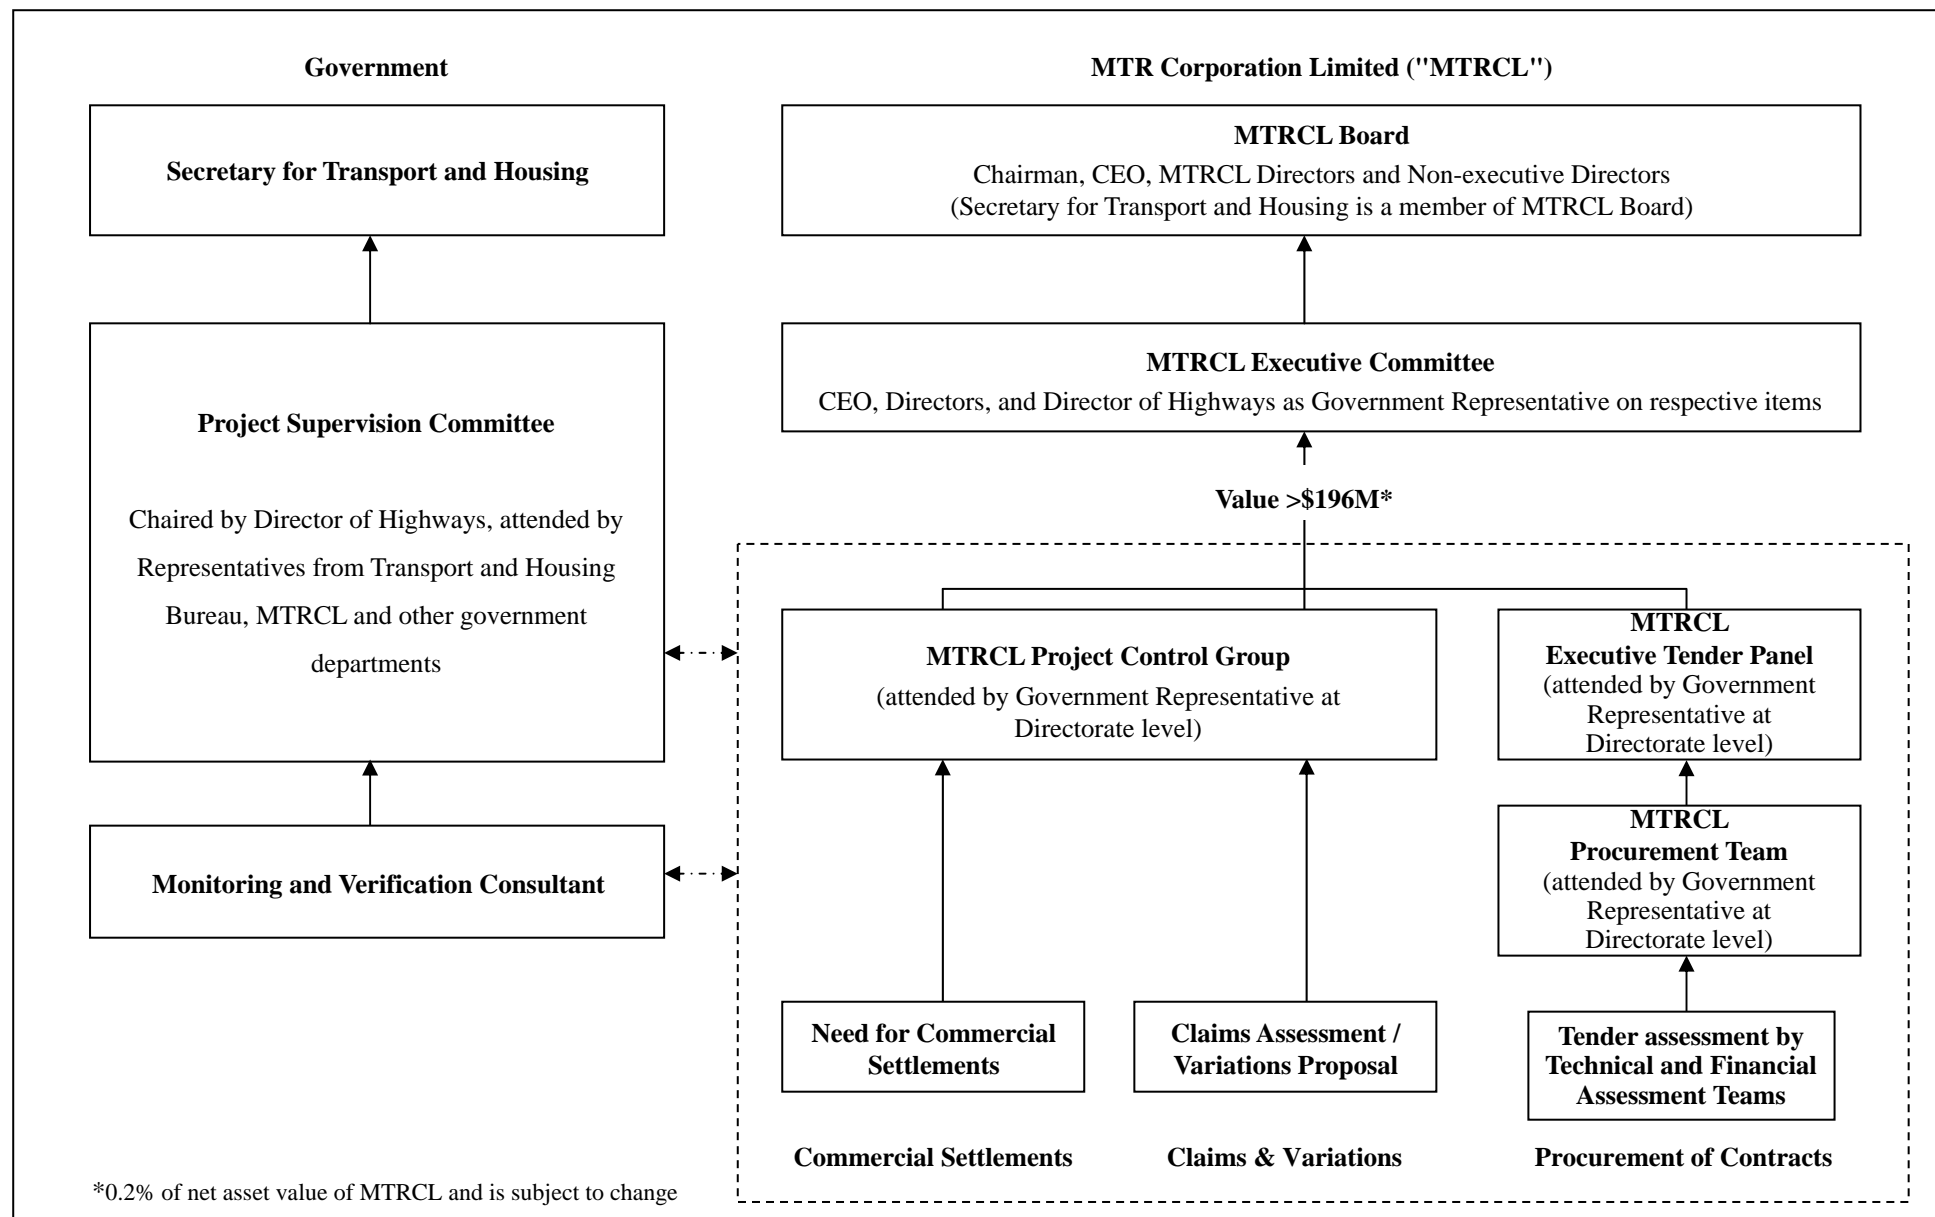 Government
Secretary for Transport and Housing
Project Supervision Committee
Chaired by Director of Highways, attended by
Representatives from Transport and Housing
Bureau, MTRCL and other government
departments
Monitoring and Verification Consultant
MTR Corporation Limited ("MTRCL")
MTRCL Board
Chairman, CEO, MTRCL Directors and Non-executive Directors
(Secretary for Transport and Housing is a member of MTRCL Board)
MTRCL Executive Committee
CEO, Directors, and Director of Highways as Government Representative on respective items
Value >$196M*
MTRCL Project Control Group
(attended by Government Representative at
Directorate level)
MTRCL
Executive Tender Panel
(attended by Government
Representative at
Directorate level)
MTRCL
Procurement Team
(attended by Government
Representative at
Directorate level)
Need for Commercial
Settlements
Claims Assessment /
Variations Proposal
Tender assessment by
Technical and Financial
Assessment Teams
Commercial Settlements
Claims & Variations
Procurement of Contracts
*0.2% of net asset value of MTRCL and is subject to change